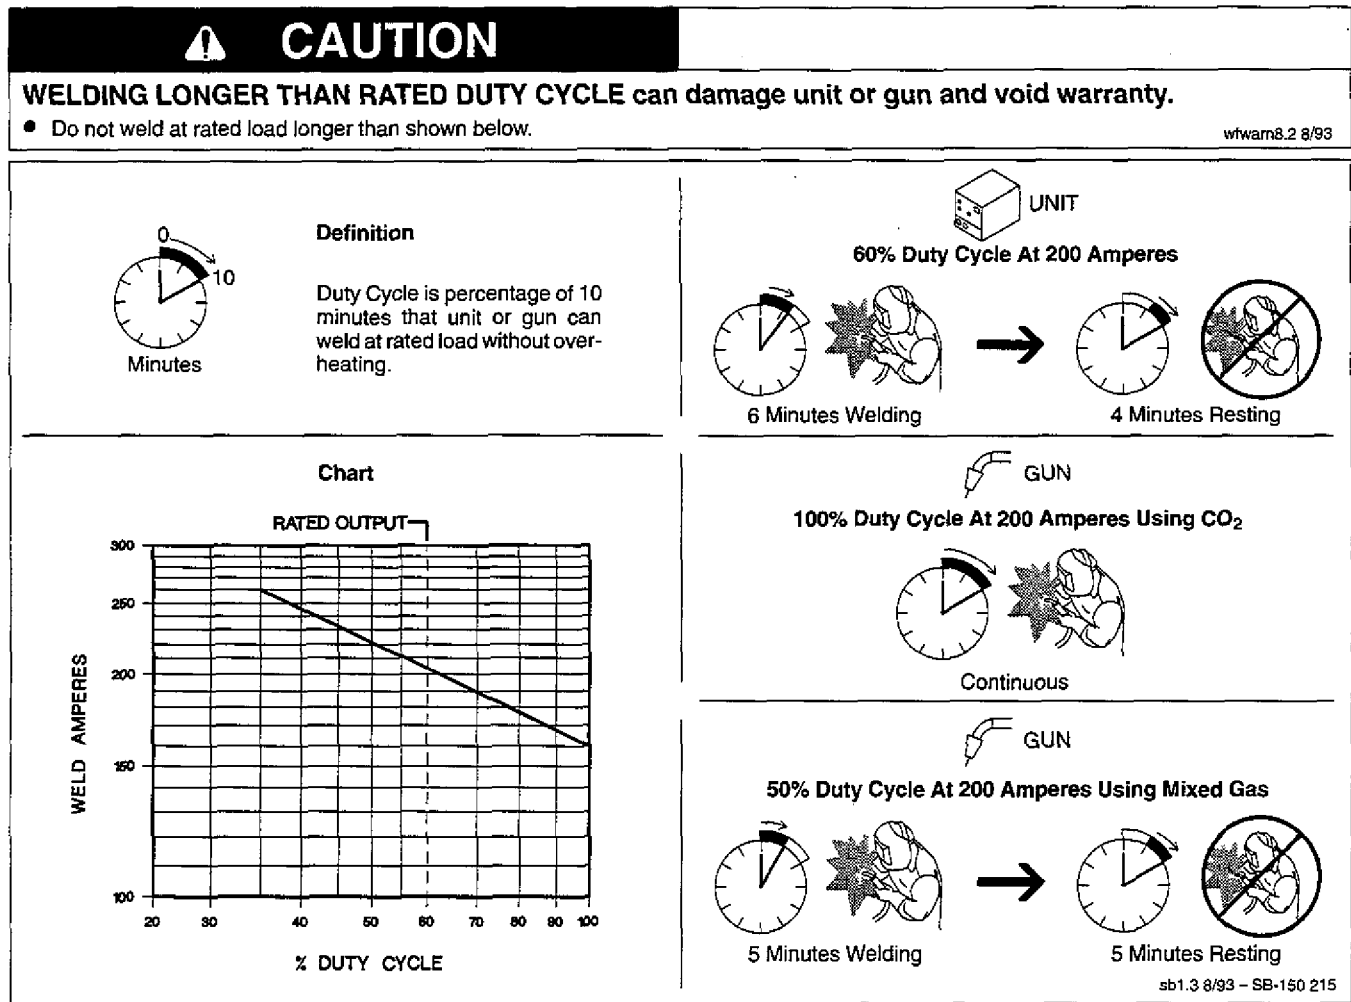 CAUTION
WELDING LONGER THAN RATED DUTY CYCLE can damage unit or gun and void warranty.
● Do not weld at rated load longer than shown below.
wfwarn8.2 8/93
0
10
Minutes
Definition
Duty Cycle is percentage of 10
minutes that unit or gun can
weld at rated load without over-
heating.
UNIT
60% Duty Cycle At 200 Amperes
6 Minutes Welding
4 Minutes Resting
Chart
RATED OUTPUT
300
250
200
150
100
WELD AMPERES
20 30 40 50 60 70 80 90 100
% DUTY CYCLE
GUN
100% Duty Cycle At 200 Amperes Using CO₂
Continuous
GUN
50% Duty Cycle At 200 Amperes Using Mixed Gas
5 Minutes Welding
5 Minutes Resting
sb1.3 8/93 – SB-150 215